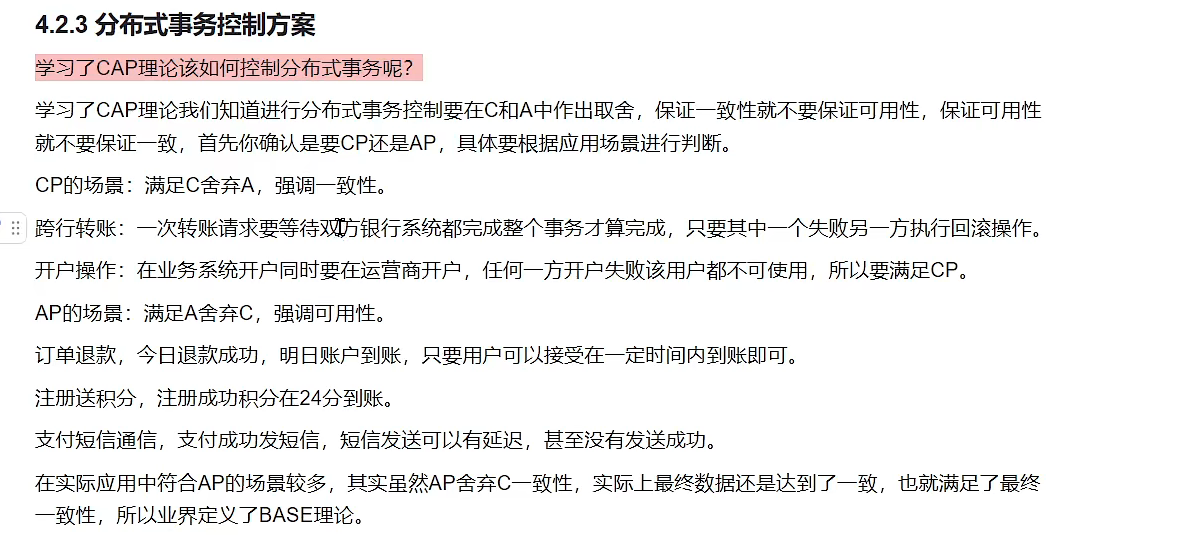 4.2.3 分布式事务控制方案
学习了CAP理论该如何控制分布式事务呢？
学习了CAP理论我们知道进行分布式事务控制要在C和A中作出取舍，保证一致性就不要保证可用性，保证可用性
就不要保证一致，首先你确认是要CP还是AP，具体要根据应用场景进行判断。
CP的场景：满足C舍弃A，强调一致性。
跨行转账：一次转账请求要等待双方银行系统都完成整个事务才算完成，只要其中一个失败另一方执行回滚操作。
开户操作：在业务系统开户同时要在运营商开户，任何一方开户失败该用户都不可使用，所以要满足CP。
AP的场景：满足A舍弃C，强调可用性。
订单退款，今日退款成功，明日账户到账，只要用户可以接受在一定时间内到账即可。
注册送积分，注册成功积分在24分到账。
支付短信通信，支付成功发短信，短信发送可以有延迟，甚至没有发送成功。
在实际应用中符合AP的场景较多，其实虽然AP舍弃C一致性，实际上最终数据还是达到了一致，也就满足了最终
一致性，所以业界定义了BASE理论。